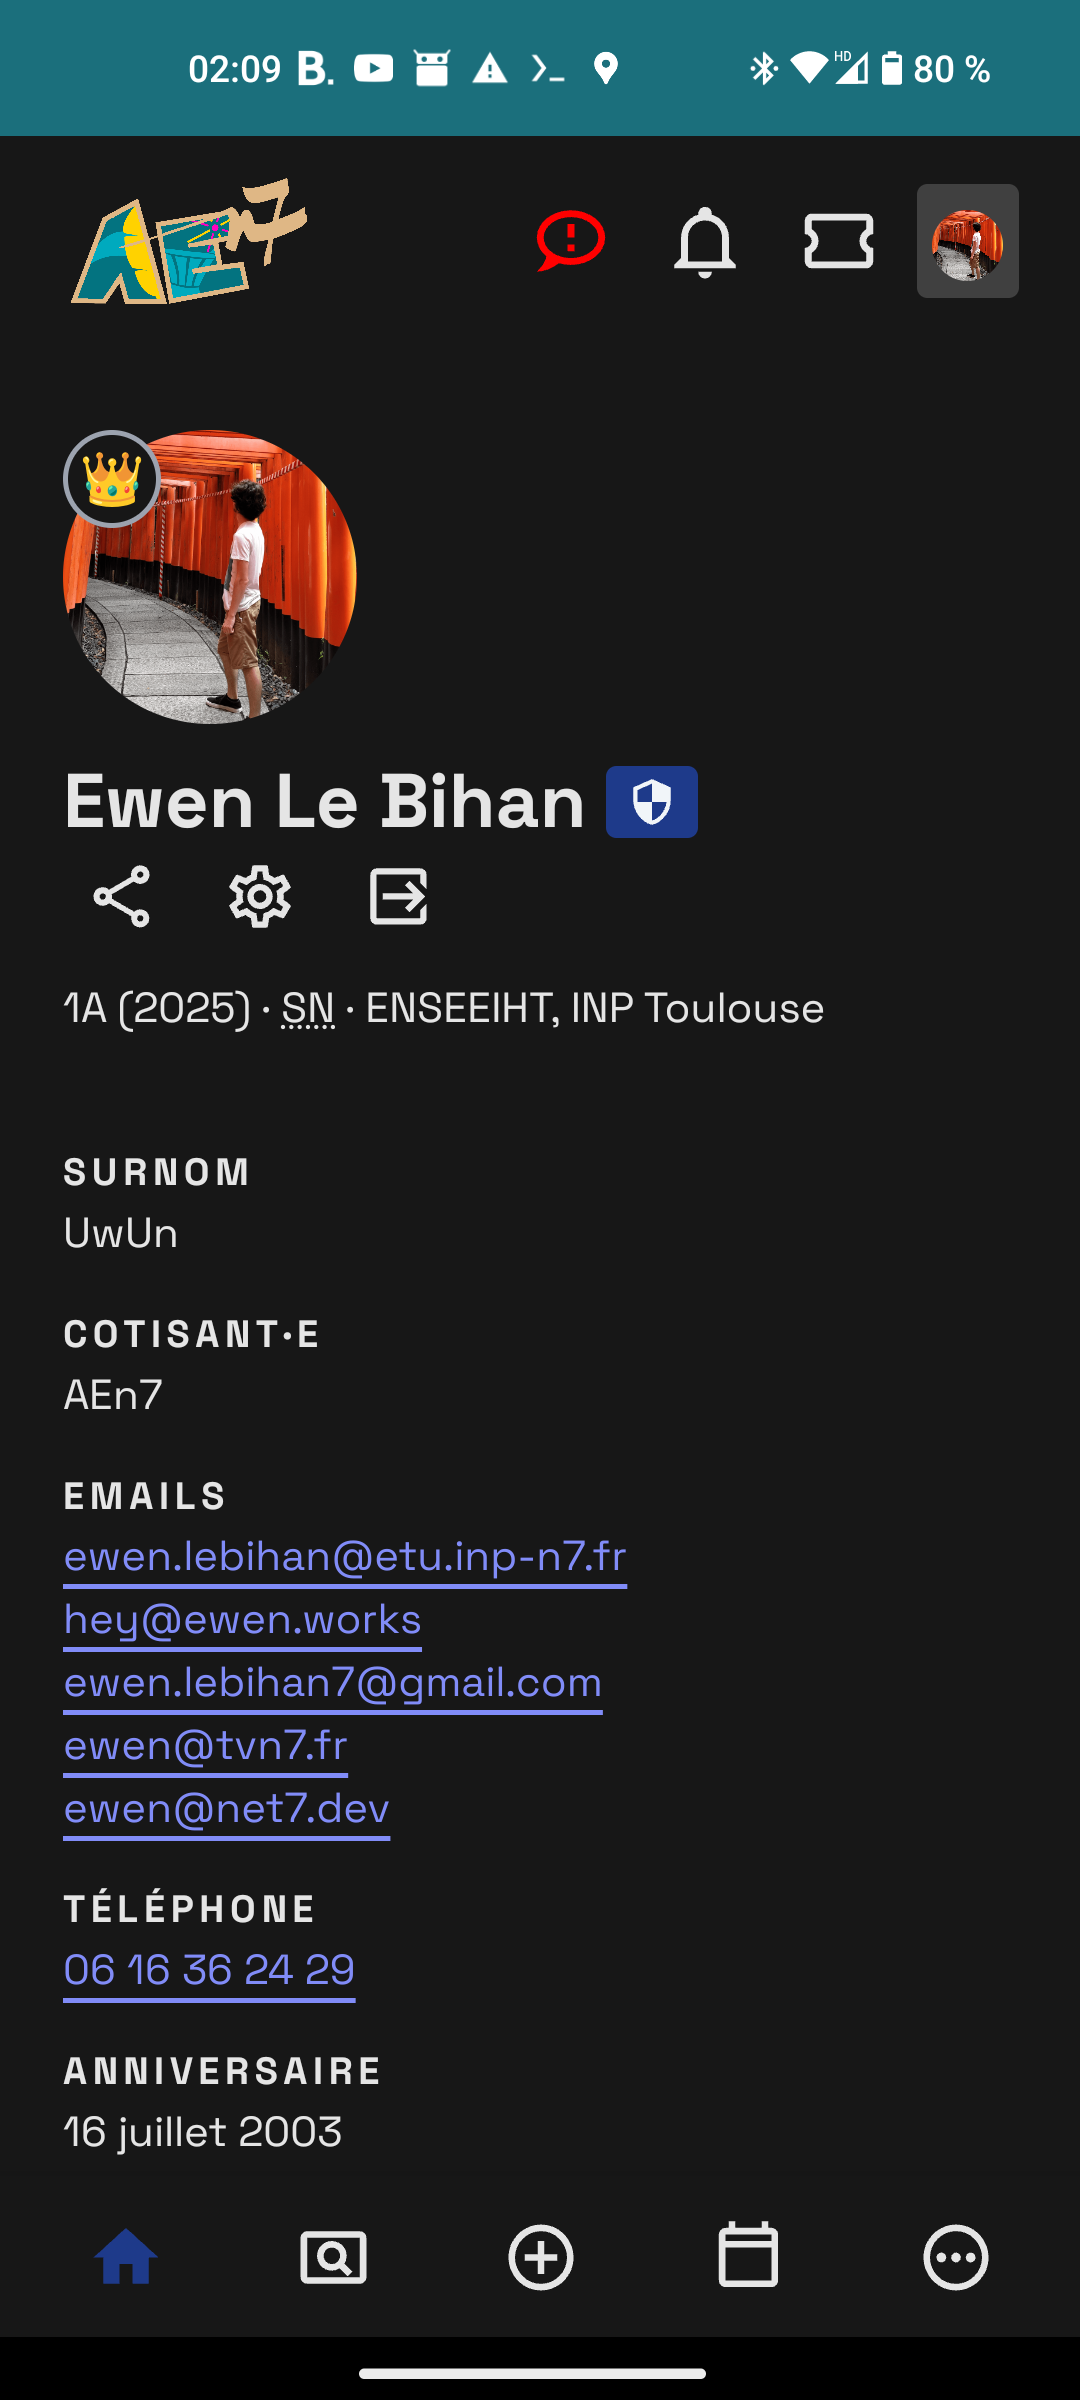 02:09 B. HD 80 %
AEn7
Ewen Le Bihan
1A (2025) · SN · ENSEEIHT, INP Toulouse
SURNOM
UwUn
COTISANT·E
AEn7
EMAILS
ewen.lebihan@etu.inp-n7.fr
hey@ewen.works
ewen.lebihan7@gmail.com
ewen@tvn7.fr
ewen@net7.dev
TÉLÉPHONE
06 16 36 24 29
ANNIVERSAIRE
16 juillet 2003